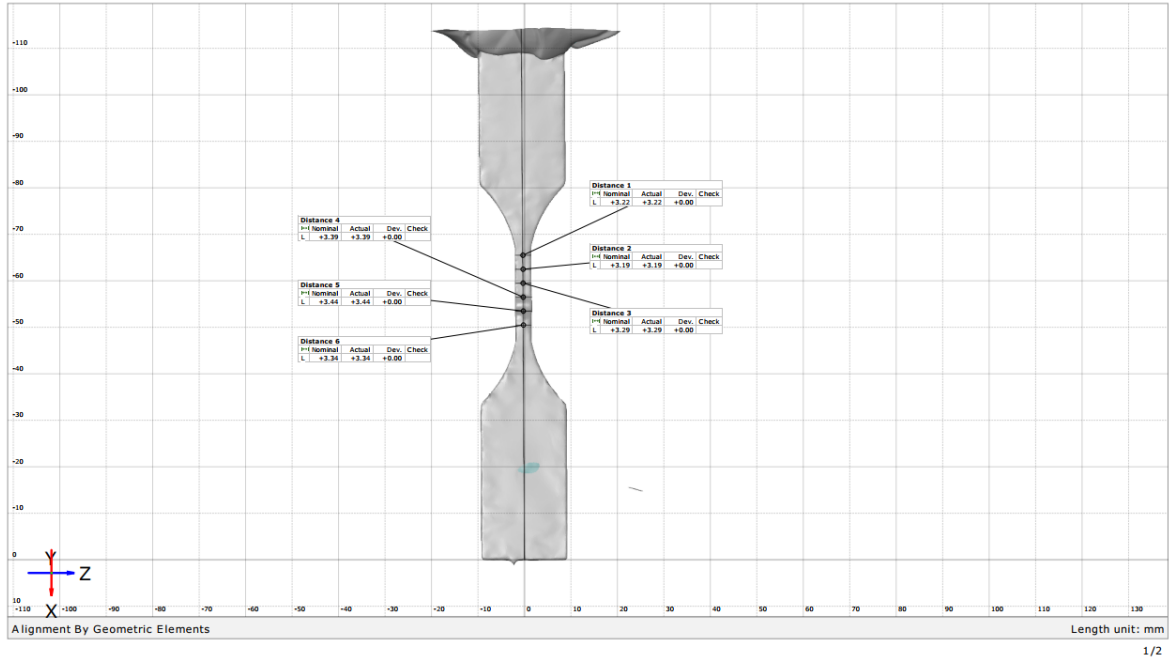 -110
-100
-90
-80
-70
-60
-50
-40
-30
-20
-10
0
10
Distance 1
Nominal Actual Dev. Check
L +3.22 +3.22 +0.00
Distance 4
Nominal Actual Dev. Check
L +3.39 +3.39 +0.00
Distance 2
Nominal Actual Dev. Check
L +3.19 +3.19 +0.00
Distance 5
Nominal Actual Dev. Check
L +3.44 +3.44 +0.00
Distance 3
Nominal Actual Dev. Check
L +3.29 +3.29 +0.00
Distance 6
Nominal Actual Dev. Check
L +3.34 +3.34 +0.00
Y
Z
X
-110 -100 -90 -80 -70 -60 -50 -40 -30 -20 -10 0 10 20 30 40 50 60 70 80 90 100 110 120 130
Alignment By Geometric Elements Length unit: mm
1/2